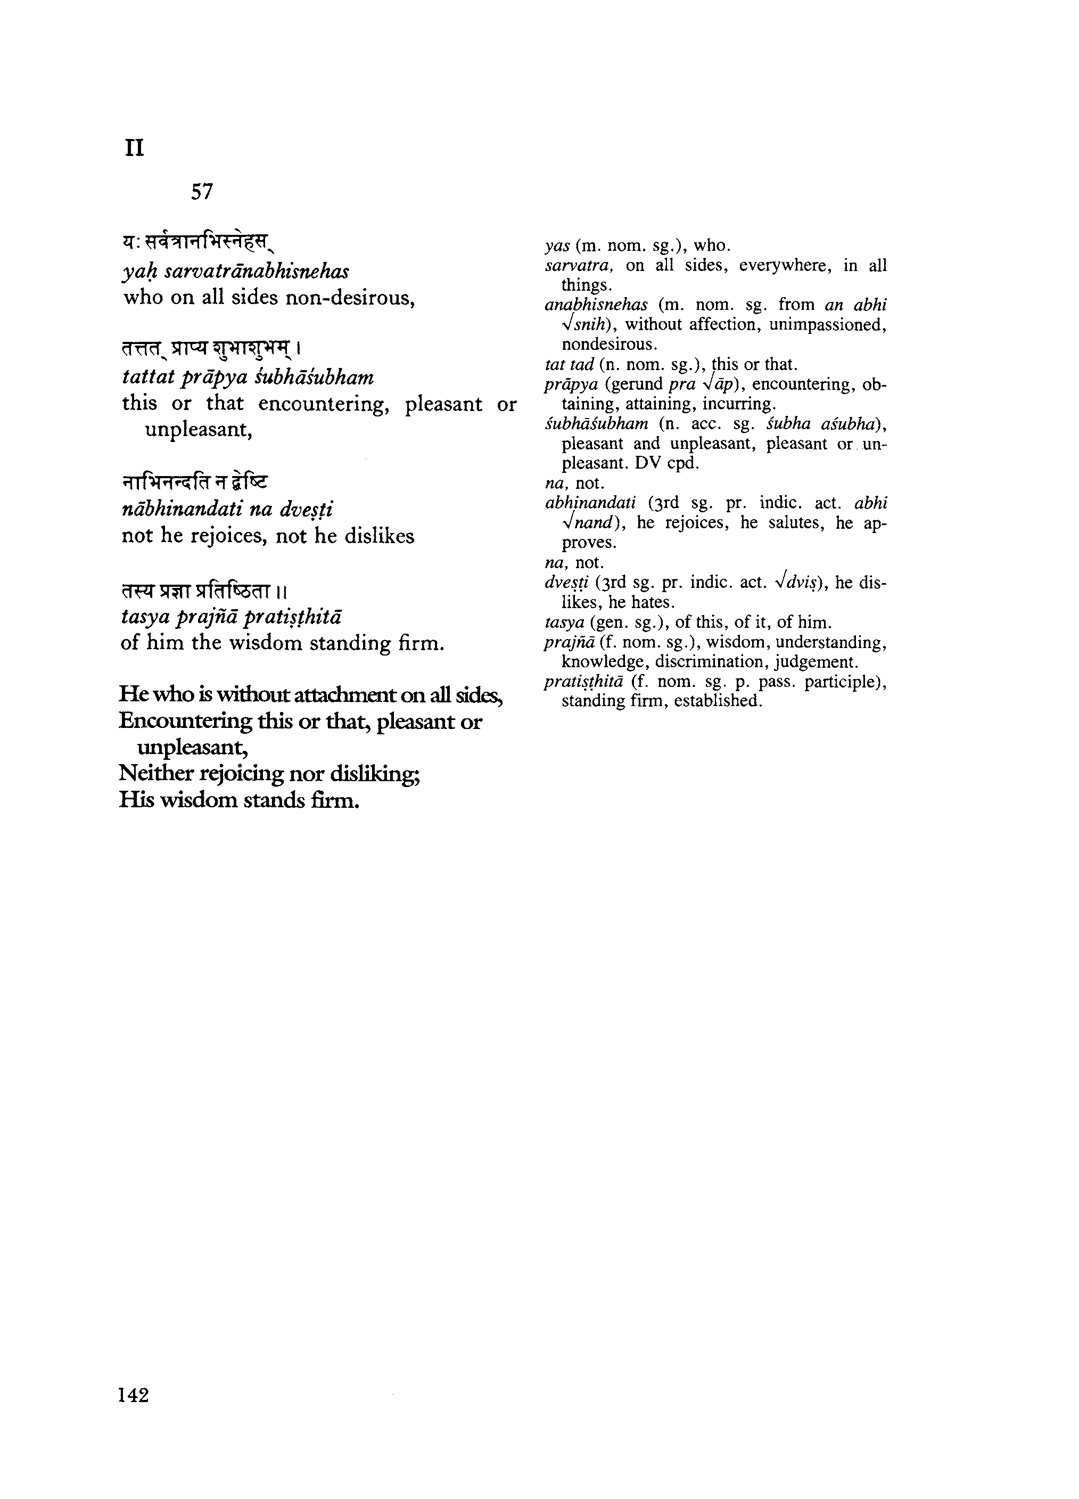 II
57
यः सर्वत्रानभिस्नेहस्
yaḥ sarvatrānabhisnehas
who on all sides non-desirous,
तत्तत् प्राप्य शुभाशुभम् ।
tattat prāpya śubhāśubham
this or that encountering, pleasant or
unpleasant,
नाभिनन्दति न द्वेष्टि
nābhinandati na dveṣṭi
not he rejoices, not he dislikes
तस्य प्रज्ञा प्रतिष्ठिता ।।
tasya prajñā pratiṣṭhitā
of him the wisdom standing firm.
He who is without attachment on all sides,
Encountering this or that, pleasant or
unpleasant,
Neither rejoicing nor disliking;
His wisdom stands firm.
yas (m. nom. sg.), who.
sarvatra, on all sides, everywhere, in all
things.
anabhisnehas (m. nom. sg. from an abhi
√snih), without affection, unimpassioned,
nondesirous.
tat tad (n. nom. sg.), this or that.
prāpya (gerund pra √āp), encountering, ob-
taining, attaining, incurring.
śubhāśubham (n. acc. sg. śubha aśubha),
pleasant and unpleasant, pleasant or un-
pleasant. DV cpd.
na, not.
abhinandati (3rd sg. pr. indic. act. abhi
√nand), he rejoices, he salutes, he ap-
proves.
na, not.
dveṣṭi (3rd sg. pr. indic. act. √dviṣ), he dis-
likes, he hates.
tasya (gen. sg.), of this, of it, of him.
prajñā (f. nom. sg.), wisdom, understanding,
knowledge, discrimination, judgement.
pratiṣṭhitā (f. nom. sg. p. pass. participle),
standing firm, established.
142